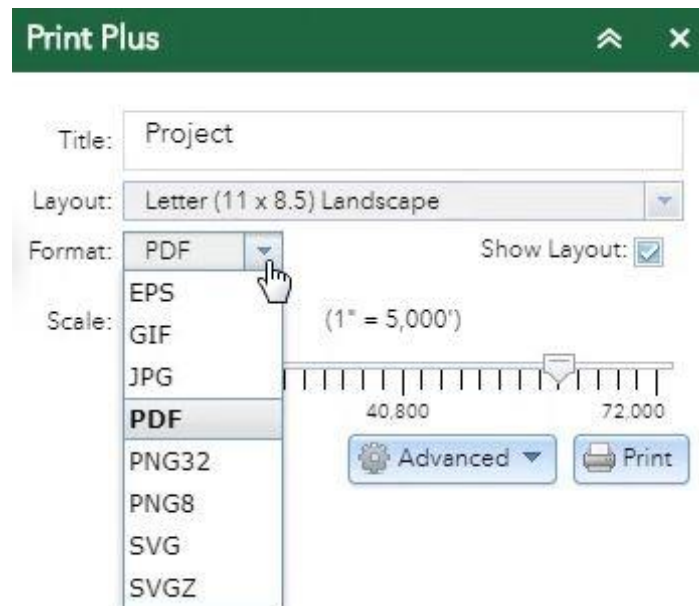 Print Plus
Title: Project
Layout: Letter (11 x 8.5) Landscape
Format: PDF Show Layout:
EPS
Scale: (1" = 5,000')
GIF
JPG
40,800 72,000
PDF
Advanced Print
PNG32
PNG8
SVG
SVGZ